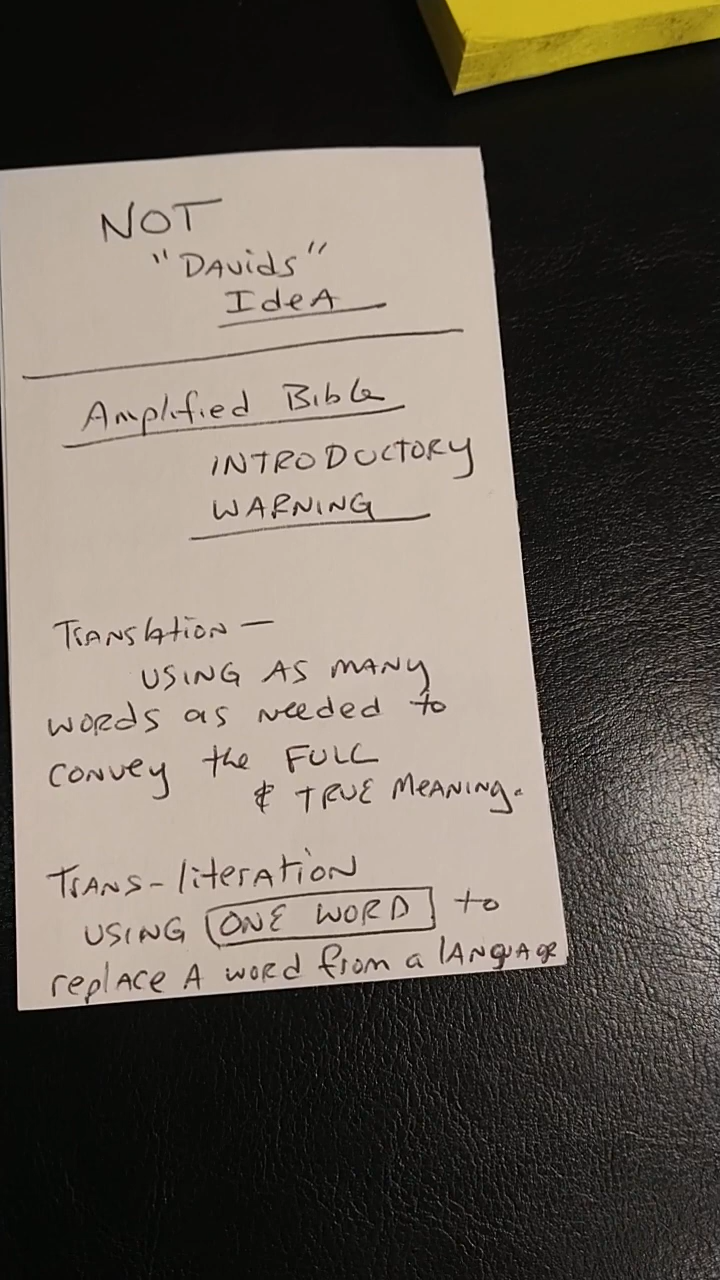 NOT
"DAVids"
IdeA
Amplified Bible
INTRODUCTORY
WARNING
TRANSlAtion —
USING AS MANY
words as needed to
CONVEY the FULL
& TRUE MEANING.
TRANS-literATiON
USING ONE WORD to
replACE A WORD from a lANguAge